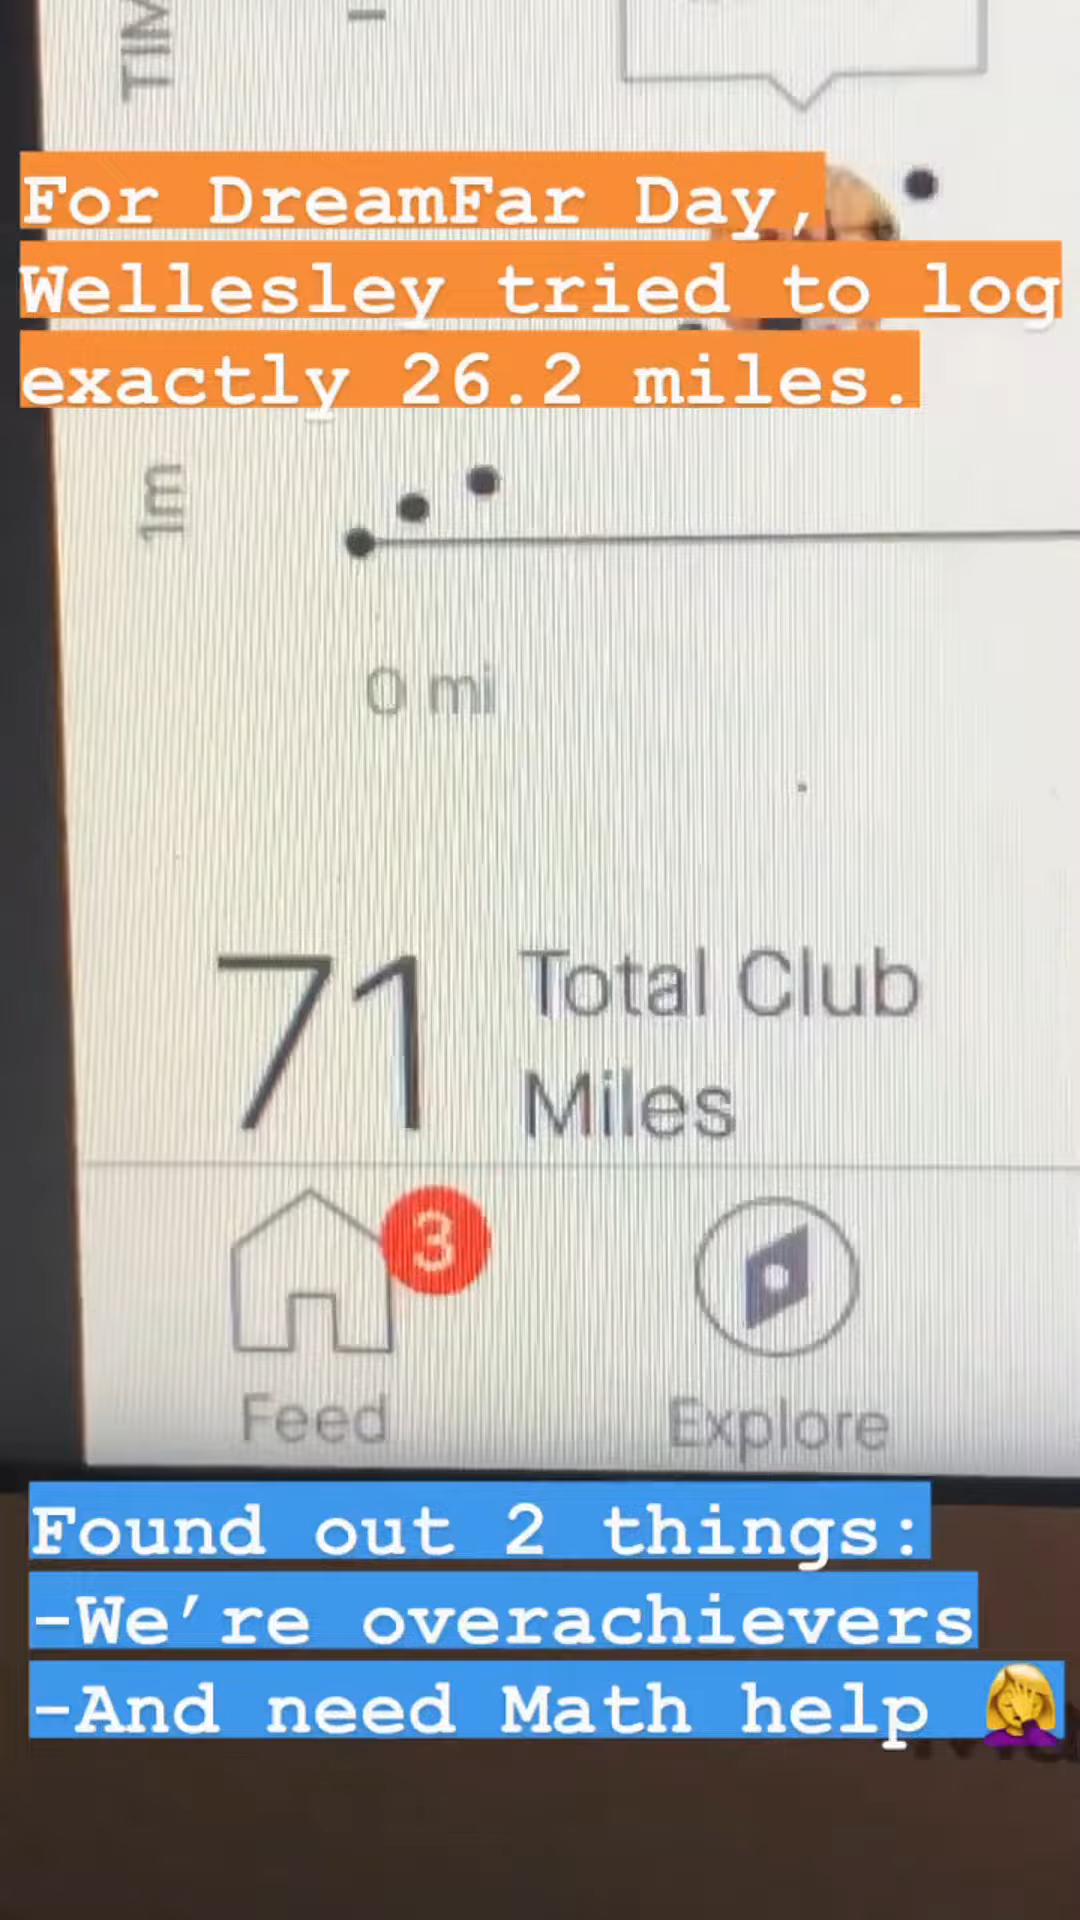 TIM
For DreamFar Day,
Wellesley tried to log
exactly 26.2 miles.
1m
0 mi
71 Total Club
Miles
3
Feed Explore
Found out 2 things:
-We're overachievers
-And need Math help 🤦‍♀️